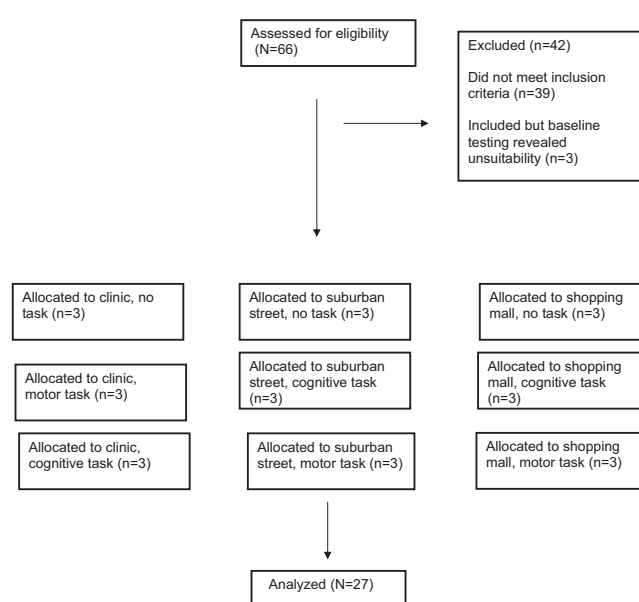 Assessed for eligibility
(N=66)
Excluded (n=42)
Did not meet inclusion
criteria (n=39)
Included but baseline
testing revealed
unsuitability (n=3)
Allocated to clinic, no
task (n=3)
Allocated to suburban
street, no task (n=3)
Allocated to shopping
mall, no task (n=3)
Allocated to clinic,
motor task (n=3)
Allocated to suburban
street, cognitive task
(n=3)
Allocated to shopping
mall, cognitive task
(n=3)
Allocated to clinic,
cognitive task (n=3)
Allocated to suburban
street, motor task (n=3)
Allocated to shopping
mall, motor task (n=3)
Analyzed (N=27)